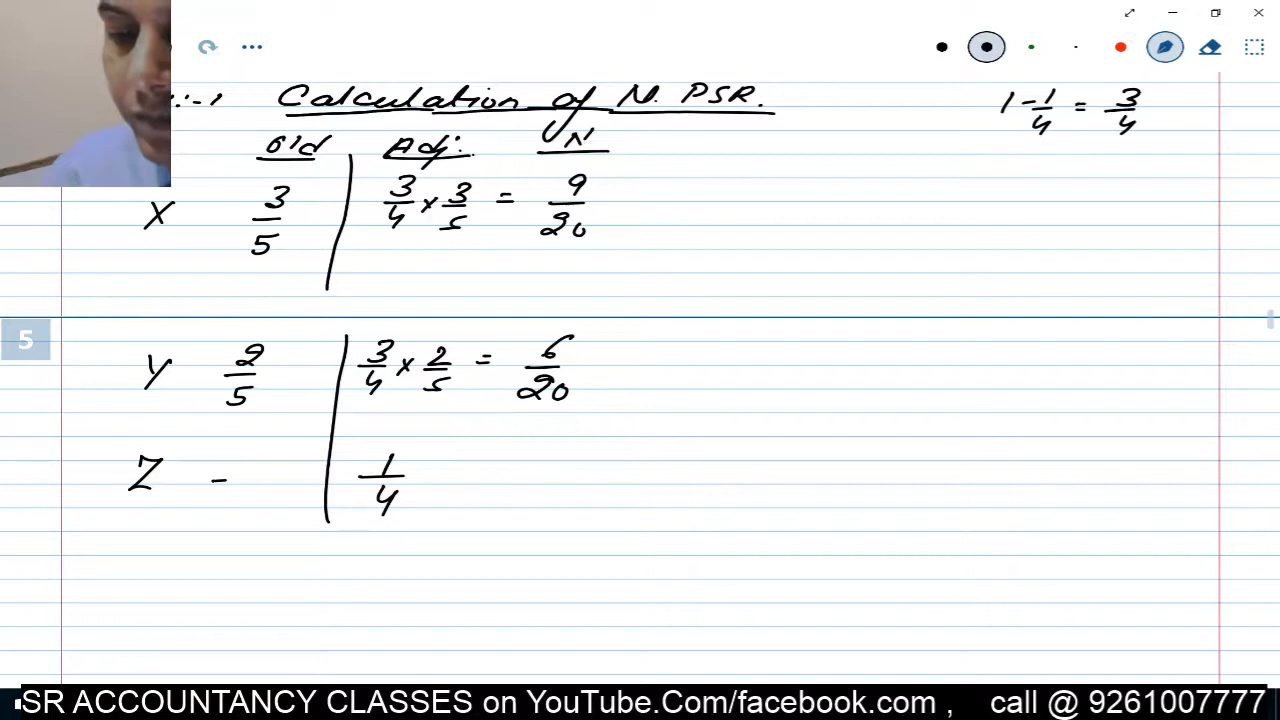 Calculation of N. PSR.
1 - 1/4 = 3/4
old Adj: N
X 3/5 3/4 × 3/5 = 9/20
5
Y 2/5 3/4 × 2/5 = 6/20
Z - 1/4
SR ACCOUNTANCY CLASSES on YouTube.Com/facebook.com , call @ 9261007777